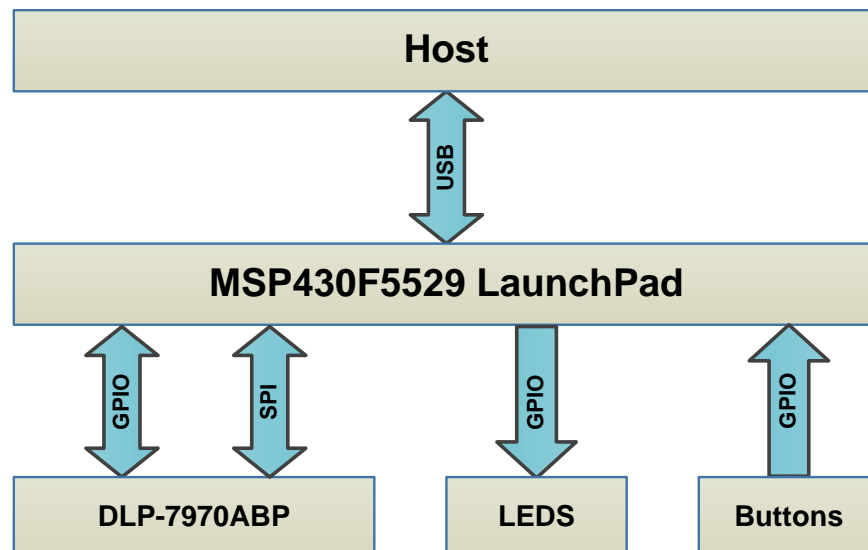 Host
USB
MSP430F5529 LaunchPad
GPIO
SPI
GPIO
GPIO
DLP-7970ABP
LEDS
Buttons